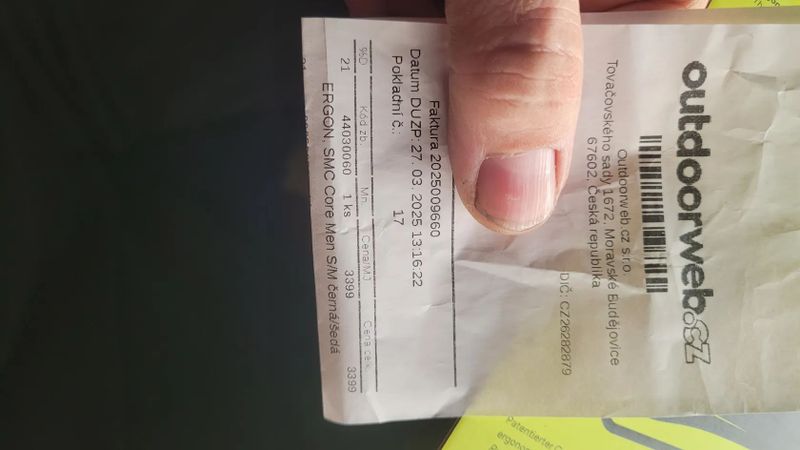 outdoorweb.cz
Outdoorweb.cz s.r.o.
Tovačovského sady 1672, Moravské Budějovice
67602, Česká republika
DIČ: CZ26282879
Faktura 2025009660
Datum DUZP: 27. 03. 2025 13:16:22
Pokladní č.: 17
%D Kód zb. Mn. Cena/MJ Cena celk.
21 44030060 1 ks 3399 3399
ERGON, SMC Core Men S/M černá/šedá
Patentierter